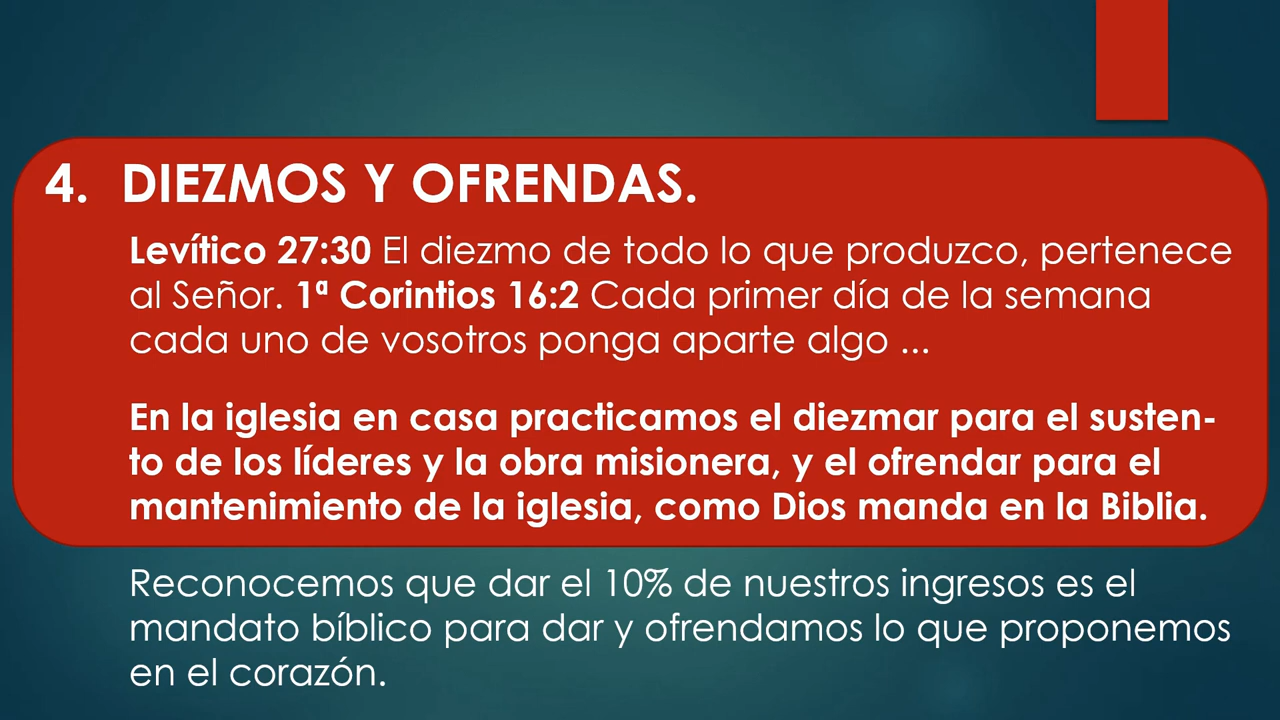 4. DIEZMOS Y OFRENDAS.
Levítico 27:30 El diezmo de todo lo que produzco, pertenece
al Señor. 1ª Corintios 16:2 Cada primer día de la semana
cada uno de vosotros ponga aparte algo ...
En la iglesia en casa practicamos el diezmar para el susten-
to de los líderes y la obra misionera, y el ofrendar para el
mantenimiento de la iglesia, como Dios manda en la Biblia.
Reconocemos que dar el 10% de nuestros ingresos es el
mandato bíblico para dar y ofrendamos lo que proponemos
en el corazón.